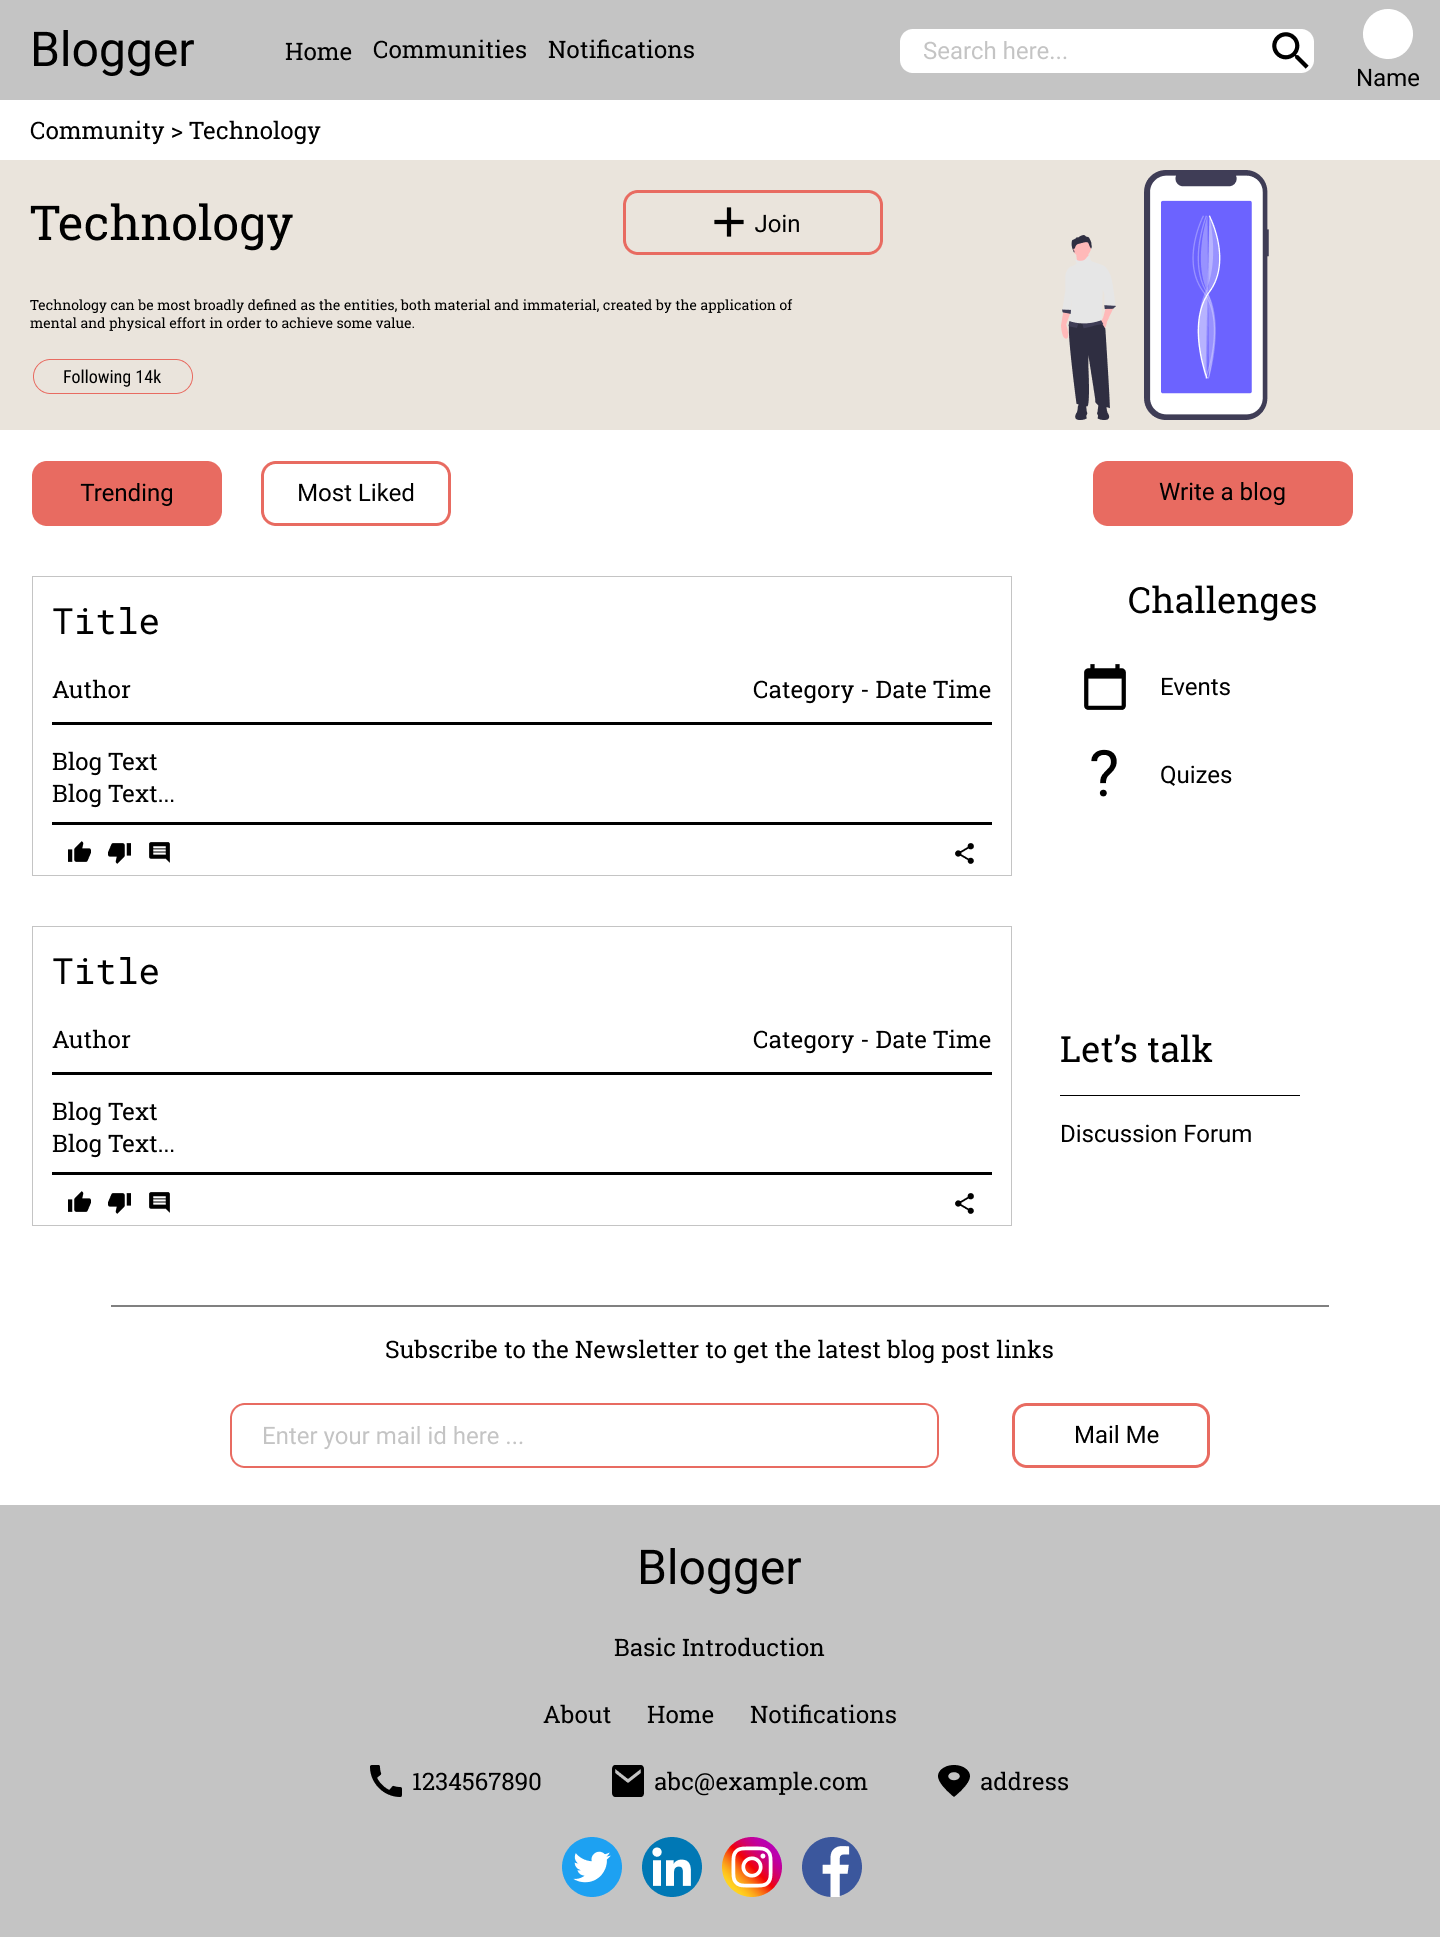 Blogger
Home Communities Notifications
Search here...
Name
Community > Technology
Technology
Join
Technology can be most broadly defined as the entities, both material and immaterial, created by the application of
mental and physical effort in order to achieve some value.
Following 14k
Trending
Most Liked
Write a blog
Title
Author
Category - Date Time
Blog Text
Blog Text...
Challenges
Events
?
Quizes
Title
Author
Category - Date Time
Blog Text
Blog Text...
Let's talk
Discussion Forum
Subscribe to the Newsletter to get the latest blog post links
Enter your mail id here ...
Mail Me
Blogger
Basic Introduction
About Home Notifications
1234567890
abc@example.com
address
in
f